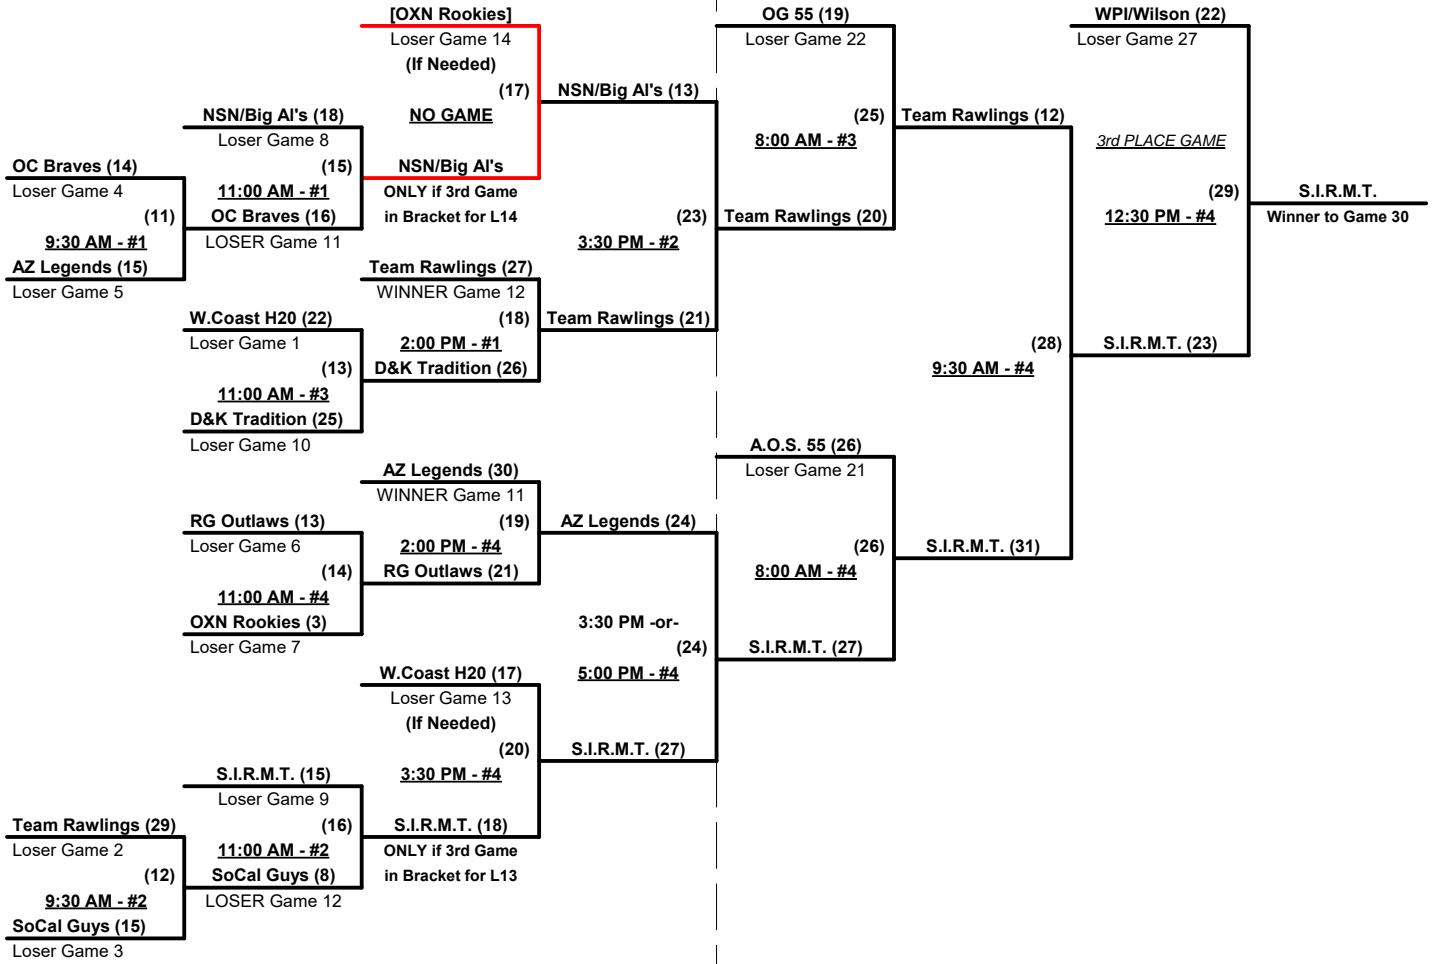 [OXN Rookies]
Loser Game 14
(If Needed)
(17)
NO GAME
NSN/Big Al's
ONLY if 3rd Game
in Bracket for L14
NSN/Big Al's (18)
Loser Game 8
(15)
11:00 AM - #1
OC Braves (16)
LOSER Game 11
OC Braves (14)
Loser Game 4
(11)
9:30 AM - #1
AZ Legends (15)
Loser Game 5
NSN/Big Al's (13)
(23)
3:30 PM - #2
Team Rawlings (27)
WINNER Game 12
(18)
2:00 PM - #1
D&K Tradition (26)
Team Rawlings (21)
W.Coast H20 (22)
Loser Game 1
(13)
11:00 AM - #3
D&K Tradition (25)
Loser Game 10
OG 55 (19)
Loser Game 22
(25)
8:00 AM - #3
Team Rawlings (20)
Team Rawlings (12)
(28)
9:30 AM - #4
WPI/Wilson (22)
Loser Game 27
3rd PLACE GAME
(29)
12:30 PM - #4
S.I.R.M.T. (23)
S.I.R.M.T.
Winner to Game 30
AZ Legends (30)
WINNER Game 11
(19)
2:00 PM - #4
RG Outlaws (21)
RG Outlaws (13)
Loser Game 6
(14)
11:00 AM - #4
OXN Rookies (3)
Loser Game 7
AZ Legends (24)
3:30 PM -or-
(24)
5:00 PM - #4
A.O.S. 55 (26)
Loser Game 21
(26)
8:00 AM - #4
S.I.R.M.T. (27)
S.I.R.M.T. (31)
W.Coast H20 (17)
Loser Game 13
(If Needed)
(20)
3:30 PM - #4
S.I.R.M.T. (18)
ONLY if 3rd Game
in Bracket for L13
S.I.R.M.T. (27)
S.I.R.M.T. (15)
Loser Game 9
(16)
11:00 AM - #2
SoCal Guys (8)
LOSER Game 12
Team Rawlings (29)
Loser Game 2
(12)
9:30 AM - #2
SoCal Guys (15)
Loser Game 3